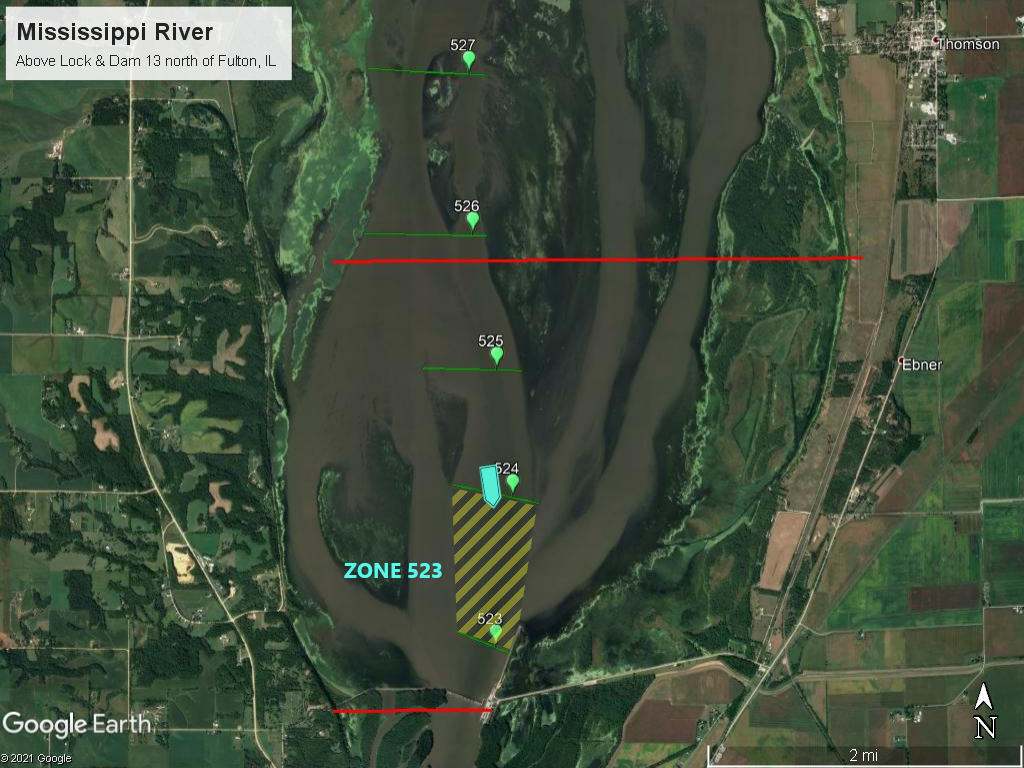 Mississippi River
Above Lock & Dam 13 north of Fulton, IL
527
Thomson
526
525
Ebner
524
ZONE 523
523
N
Google Earth
© 2021 Google
2 mi